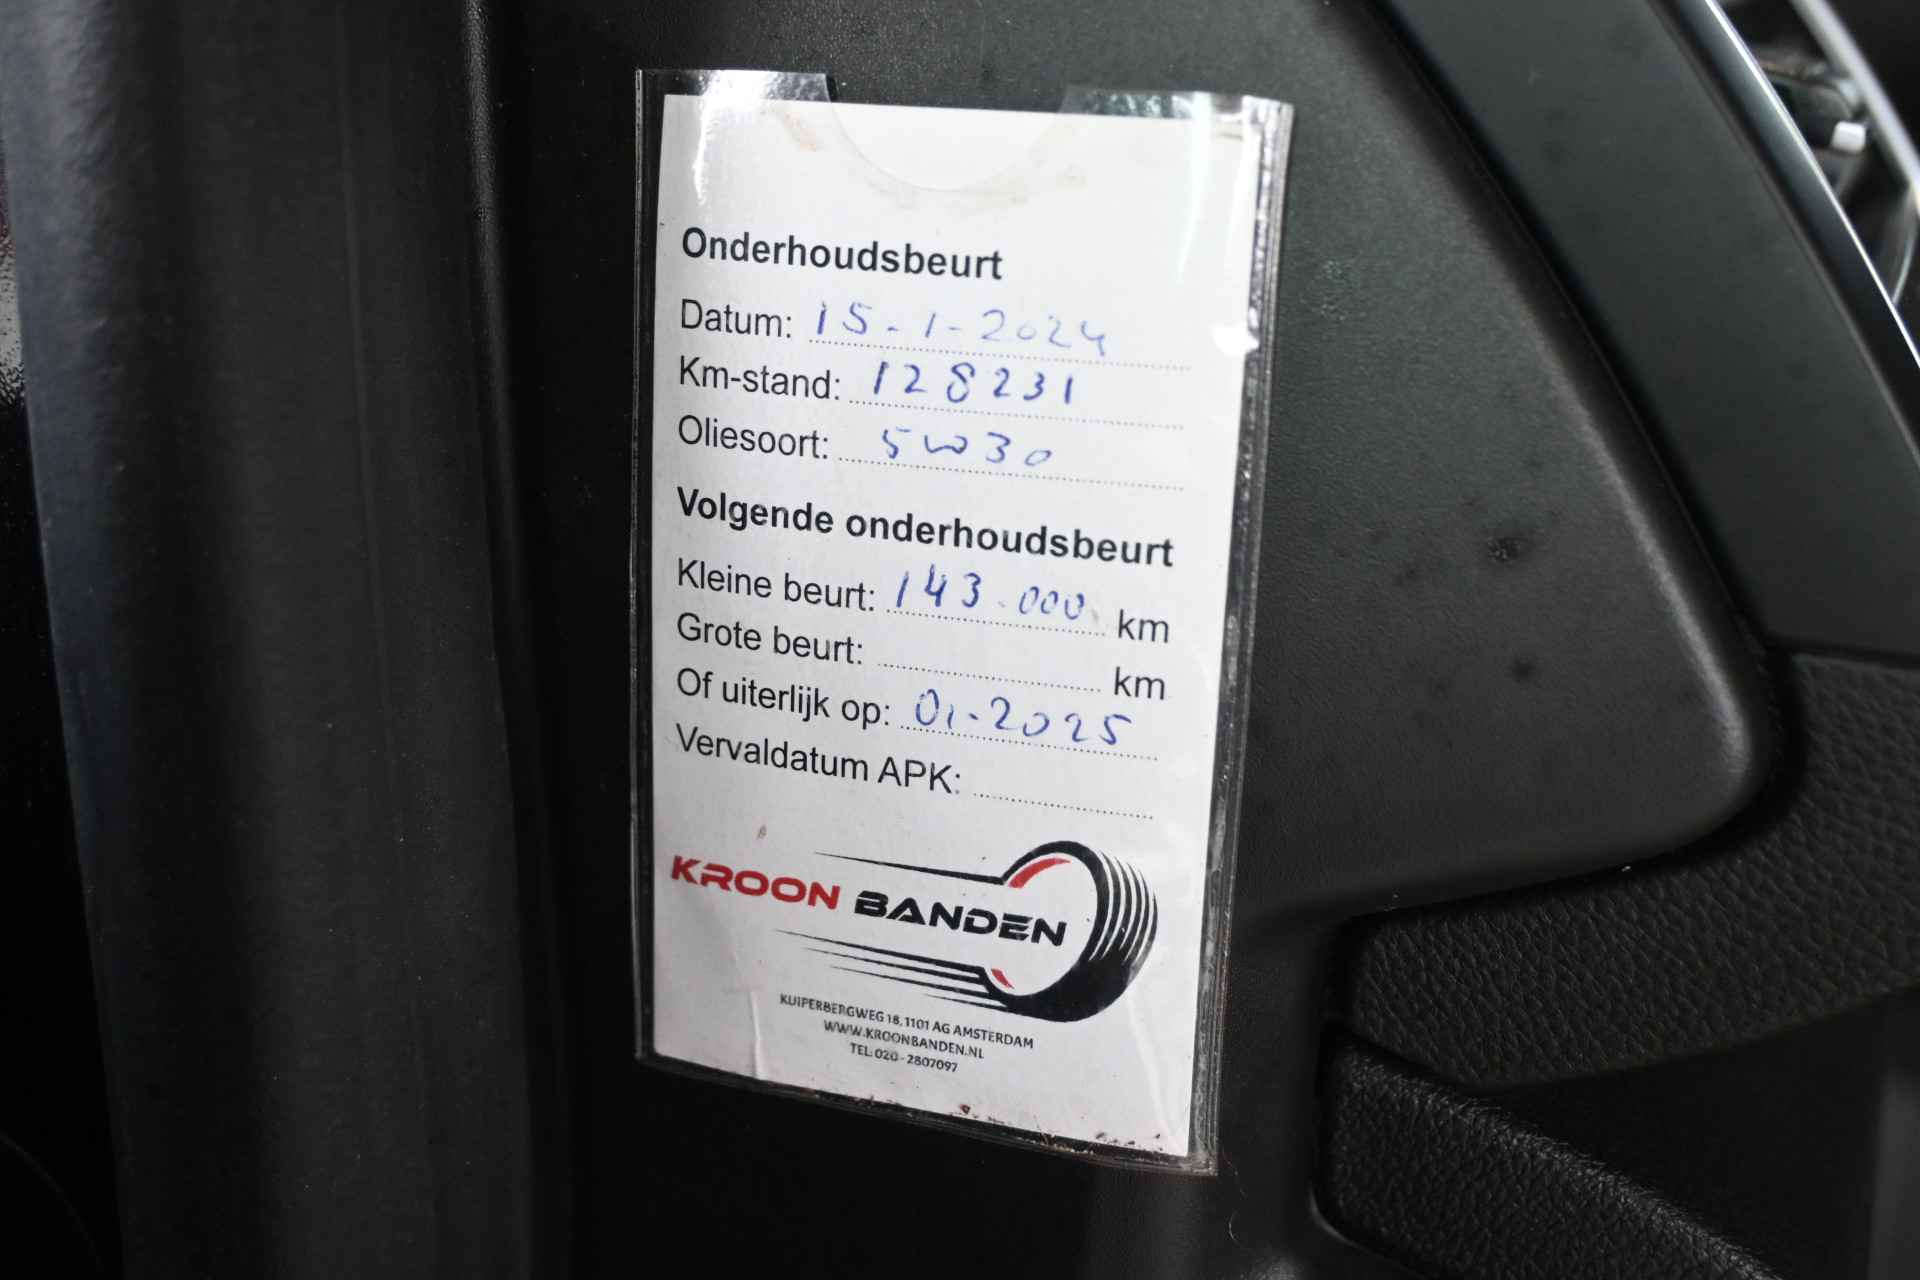 Onderhoudsbeurt
Datum: 15-1-2024
Km-stand: 128231
Oliesoort: 5W30
Volgende onderhoudsbeurt
Kleine beurt: 143.000 km
Grote beurt: km
Of uiterlijk op: 01-2025
Vervaldatum APK:
KROON BANDEN
KUIPERBERGWEG 18, 1101 AG AMSTERDAM
WWW.KROONBANDEN.NL
TEL: 020 - 2807097